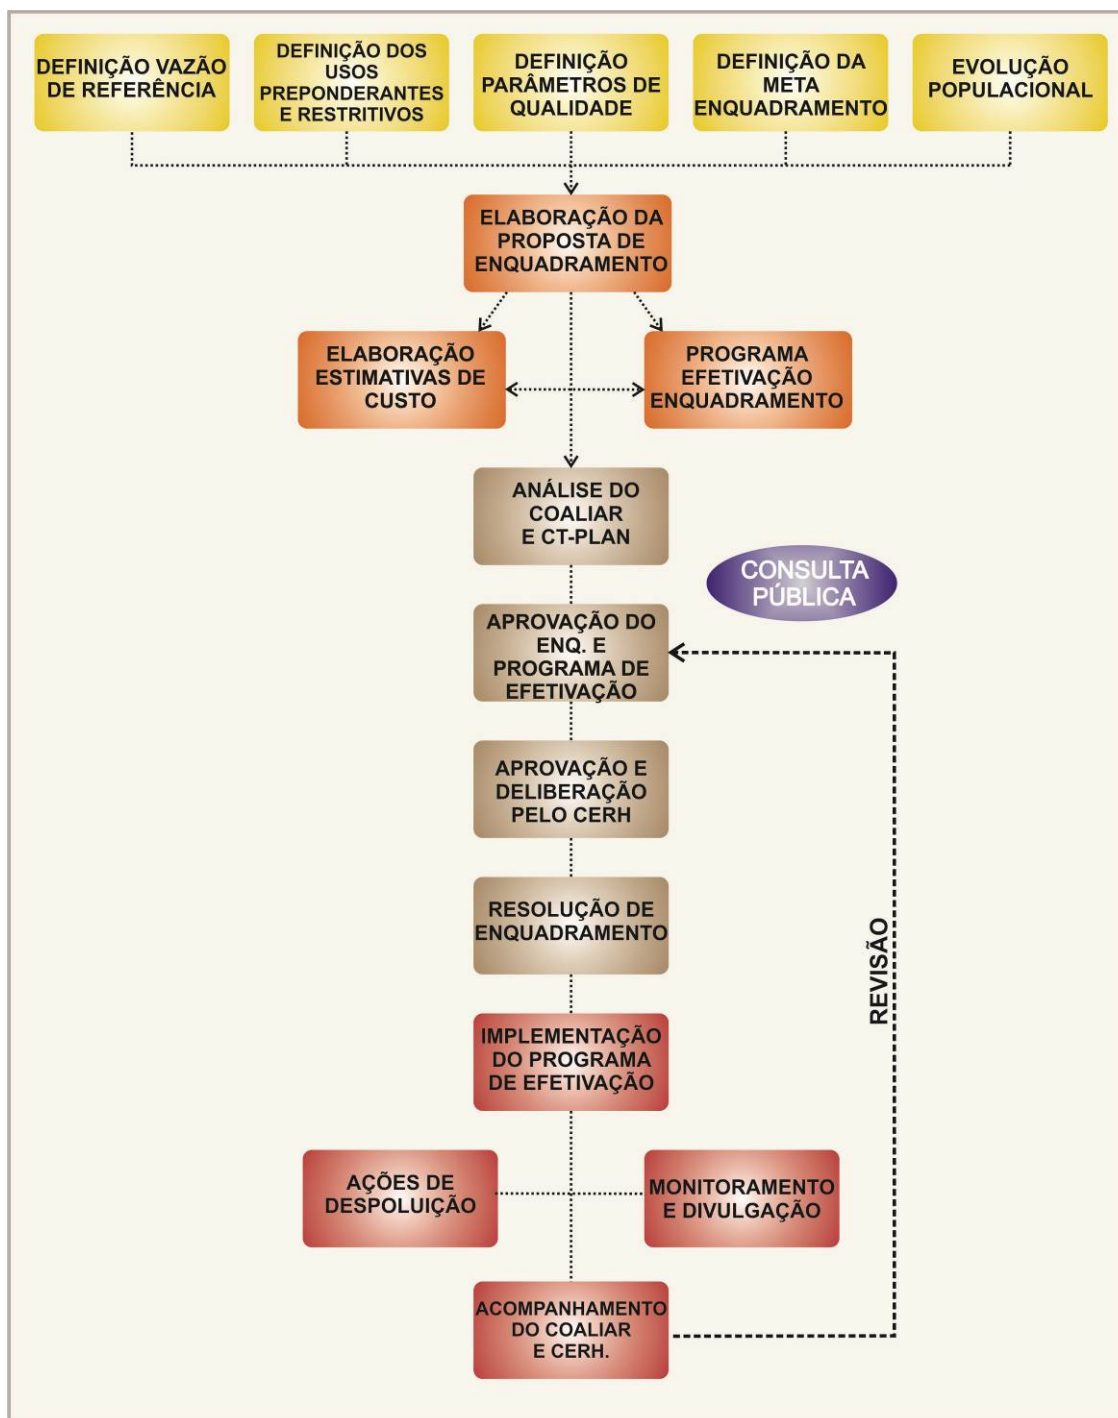 DEFINIÇÃO VAZÃO
DE REFERÊNCIA
DEFINIÇÃO DOS
USOS
PREPONDERANTES
E RESTRITIVOS
DEFINIÇÃO
PARÂMETROS DE
QUALIDADE
DEFINIÇÃO DA
META
ENQUADRAMENTO
EVOLUÇÃO
POPULACIONAL
ELABORAÇÃO DA
PROPOSTA DE
ENQUADRAMENTO
ELABORAÇÃO
ESTIMATIVAS DE
CUSTO
PROGRAMA
EFETIVAÇÃO
ENQUADRAMENTO
ANÁLISE DO
COALIAR
E CT-PLAN
CONSULTA
PÚBLICA
APROVAÇÃO DO
ENQ. E
PROGRAMA DE
EFETIVAÇÃO
APROVAÇÃO E
DELIBERAÇÃO
PELO CERH
RESOLUÇÃO DE
ENQUADRAMENTO
REVISÃO
IMPLEMENTAÇÃO
DO PROGRAMA
DE EFETIVAÇÃO
AÇÕES DE
DESPOLUIÇÃO
MONITORAMENTO
E DIVULGAÇÃO
ACOMPANHAMENTO
DO COALIAR
E CERH.